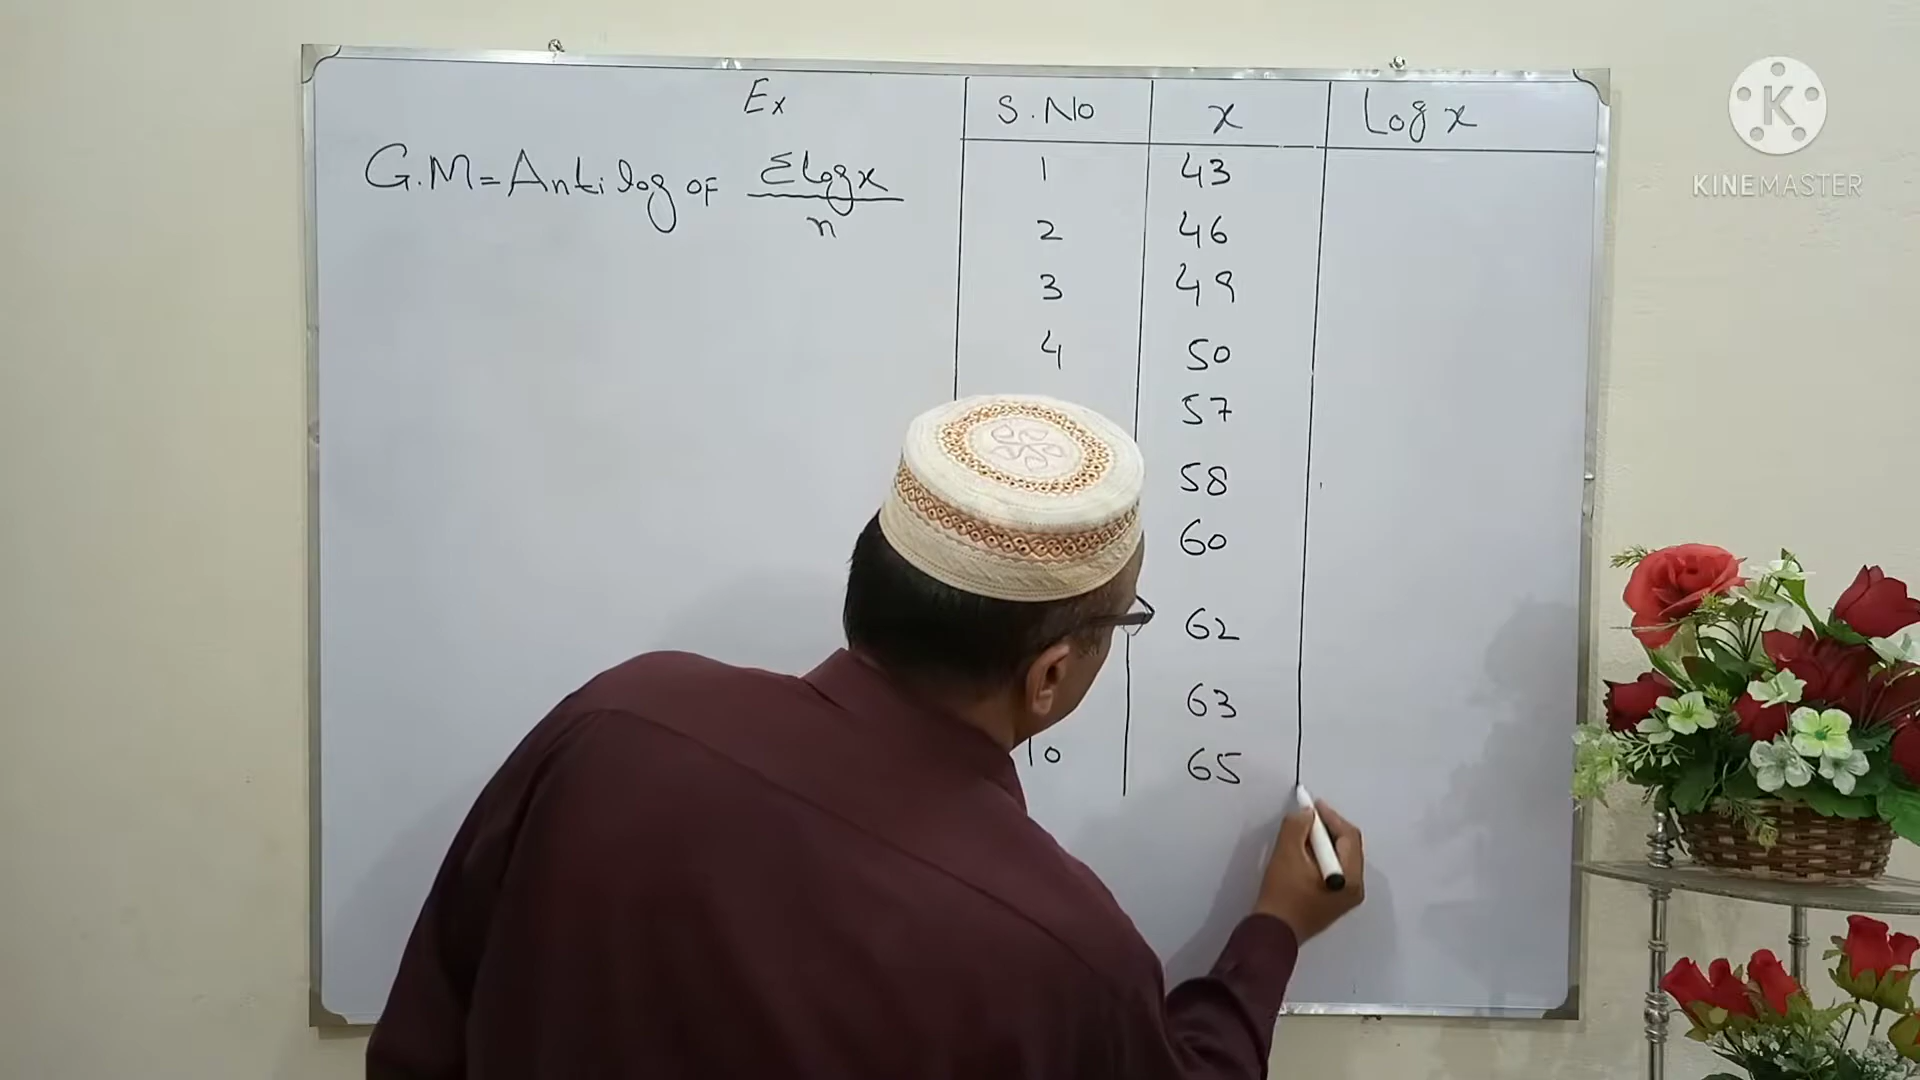 Ex
G.M = Antilog of Σ Log x / n
S.No x Log x
1 43
2 46
3 49
4 50
57
58
60
62
63
10 65
K
KINEMASTER